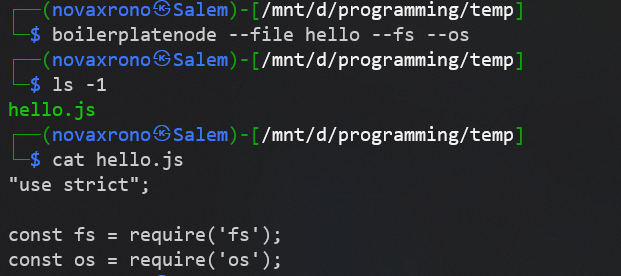 ┌──(novaxrono㉿Salem)-[/mnt/d/programming/temp]
└─$ boilerplatenode --file hello --fs --os
┌──(novaxrono㉿Salem)-[/mnt/d/programming/temp]
└─$ ls -1
hello.js
┌──(novaxrono㉿Salem)-[/mnt/d/programming/temp]
└─$ cat hello.js
"use strict";
const fs = require('fs');
const os = require('os');